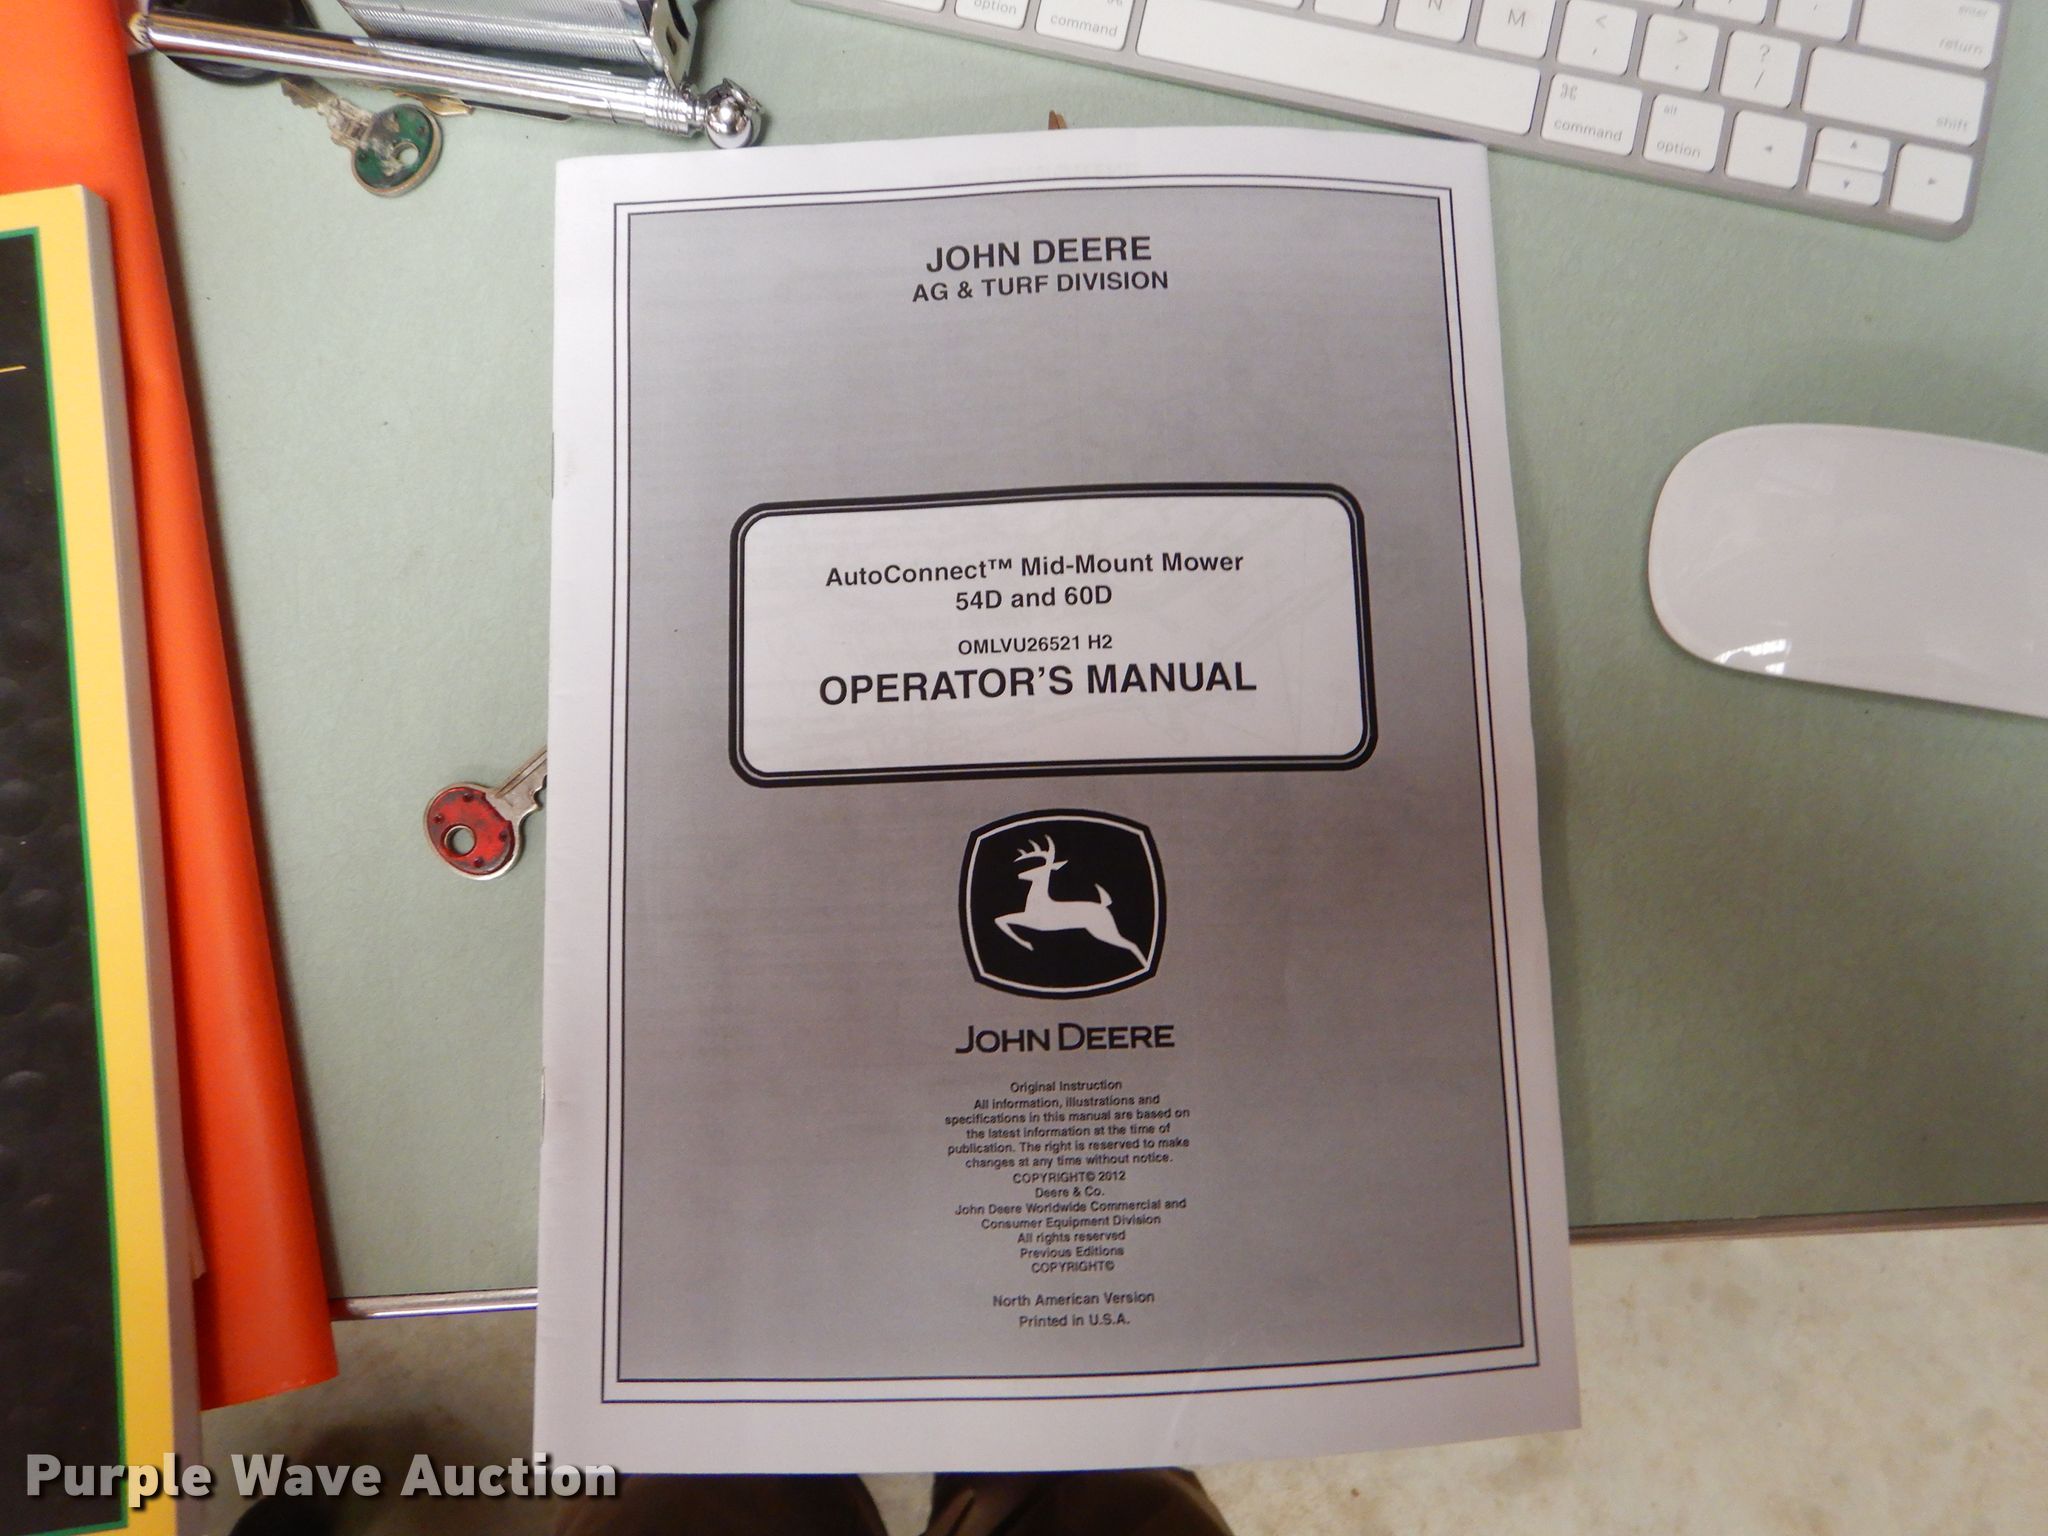 option
command
N
M
<
,
>
.
?
/
enter
return
⌘
command
alt
option
shift
JOHN DEERE
AG & TURF DIVISION
AutoConnect™ Mid-Mount Mower
54D and 60D
OMLVU26521 H2
OPERATOR'S MANUAL
JOHN DEERE
Original Instruction
All information, illustrations and
specifications in this manual are based on
the latest information at the time of
publication. The right is reserved to make
changes at any time without notice.
COPYRIGHT© 2012
Deere & Co.
John Deere Worldwide Commercial and
Consumer Equipment Division
All rights reserved
Previous Editions
COPYRIGHT©
North American Version
Printed in U.S.A.
Purple Wave Auction